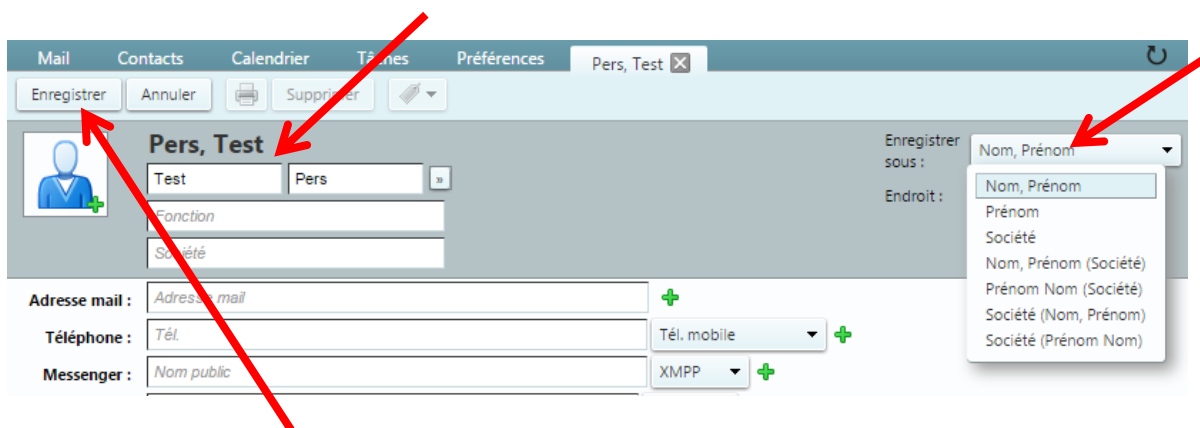 Mail Contacts Calendrier Tâches Préférences Pers, Test
Enregistrer Annuler Supprimer
Pers, Test
Test Pers »
Fonction
Société
Enregistrer sous : Nom, Prénom
Endroit :
Nom, Prénom
Prénom
Société
Nom, Prénom (Société)
Prénom Nom (Société)
Société (Nom, Prénom)
Société (Prénom Nom)
Adresse mail : Adresse mail
Téléphone : Tél. Tél. mobile
Messenger : Nom public XMPP